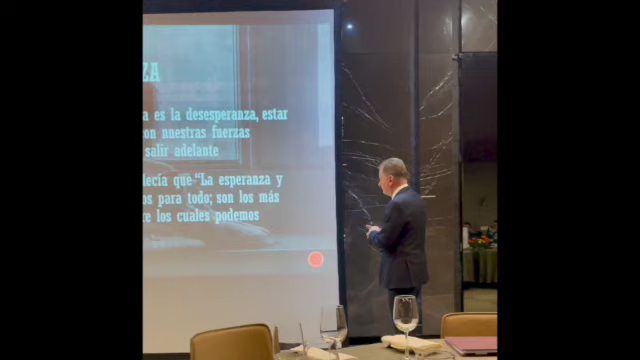 ZA
a es la desesperanza, estar
on nuestras fuerzas
salir adelante
decía que "La esperanza y
os para todo; son los más
re los cuales podemos